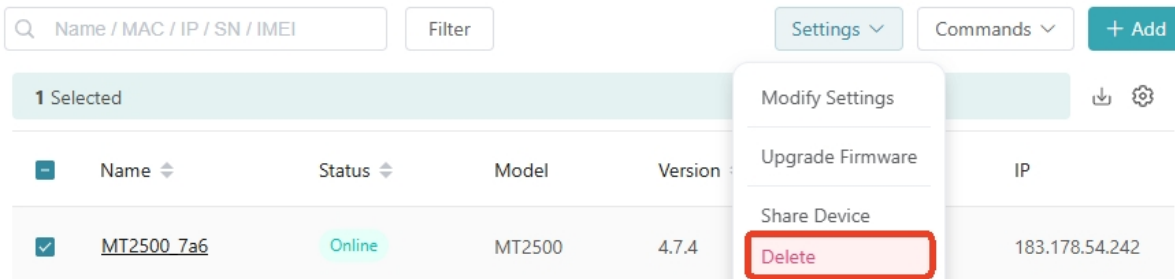 Name / MAC / IP / SN / IMEI Filter Settings Commands + Add
1 Selected
Modify Settings
Name Status Model Version IP
Upgrade Firmware
Share Device
MT2500_7a6 Online MT2500 4.7.4 183.178.54.242
Delete